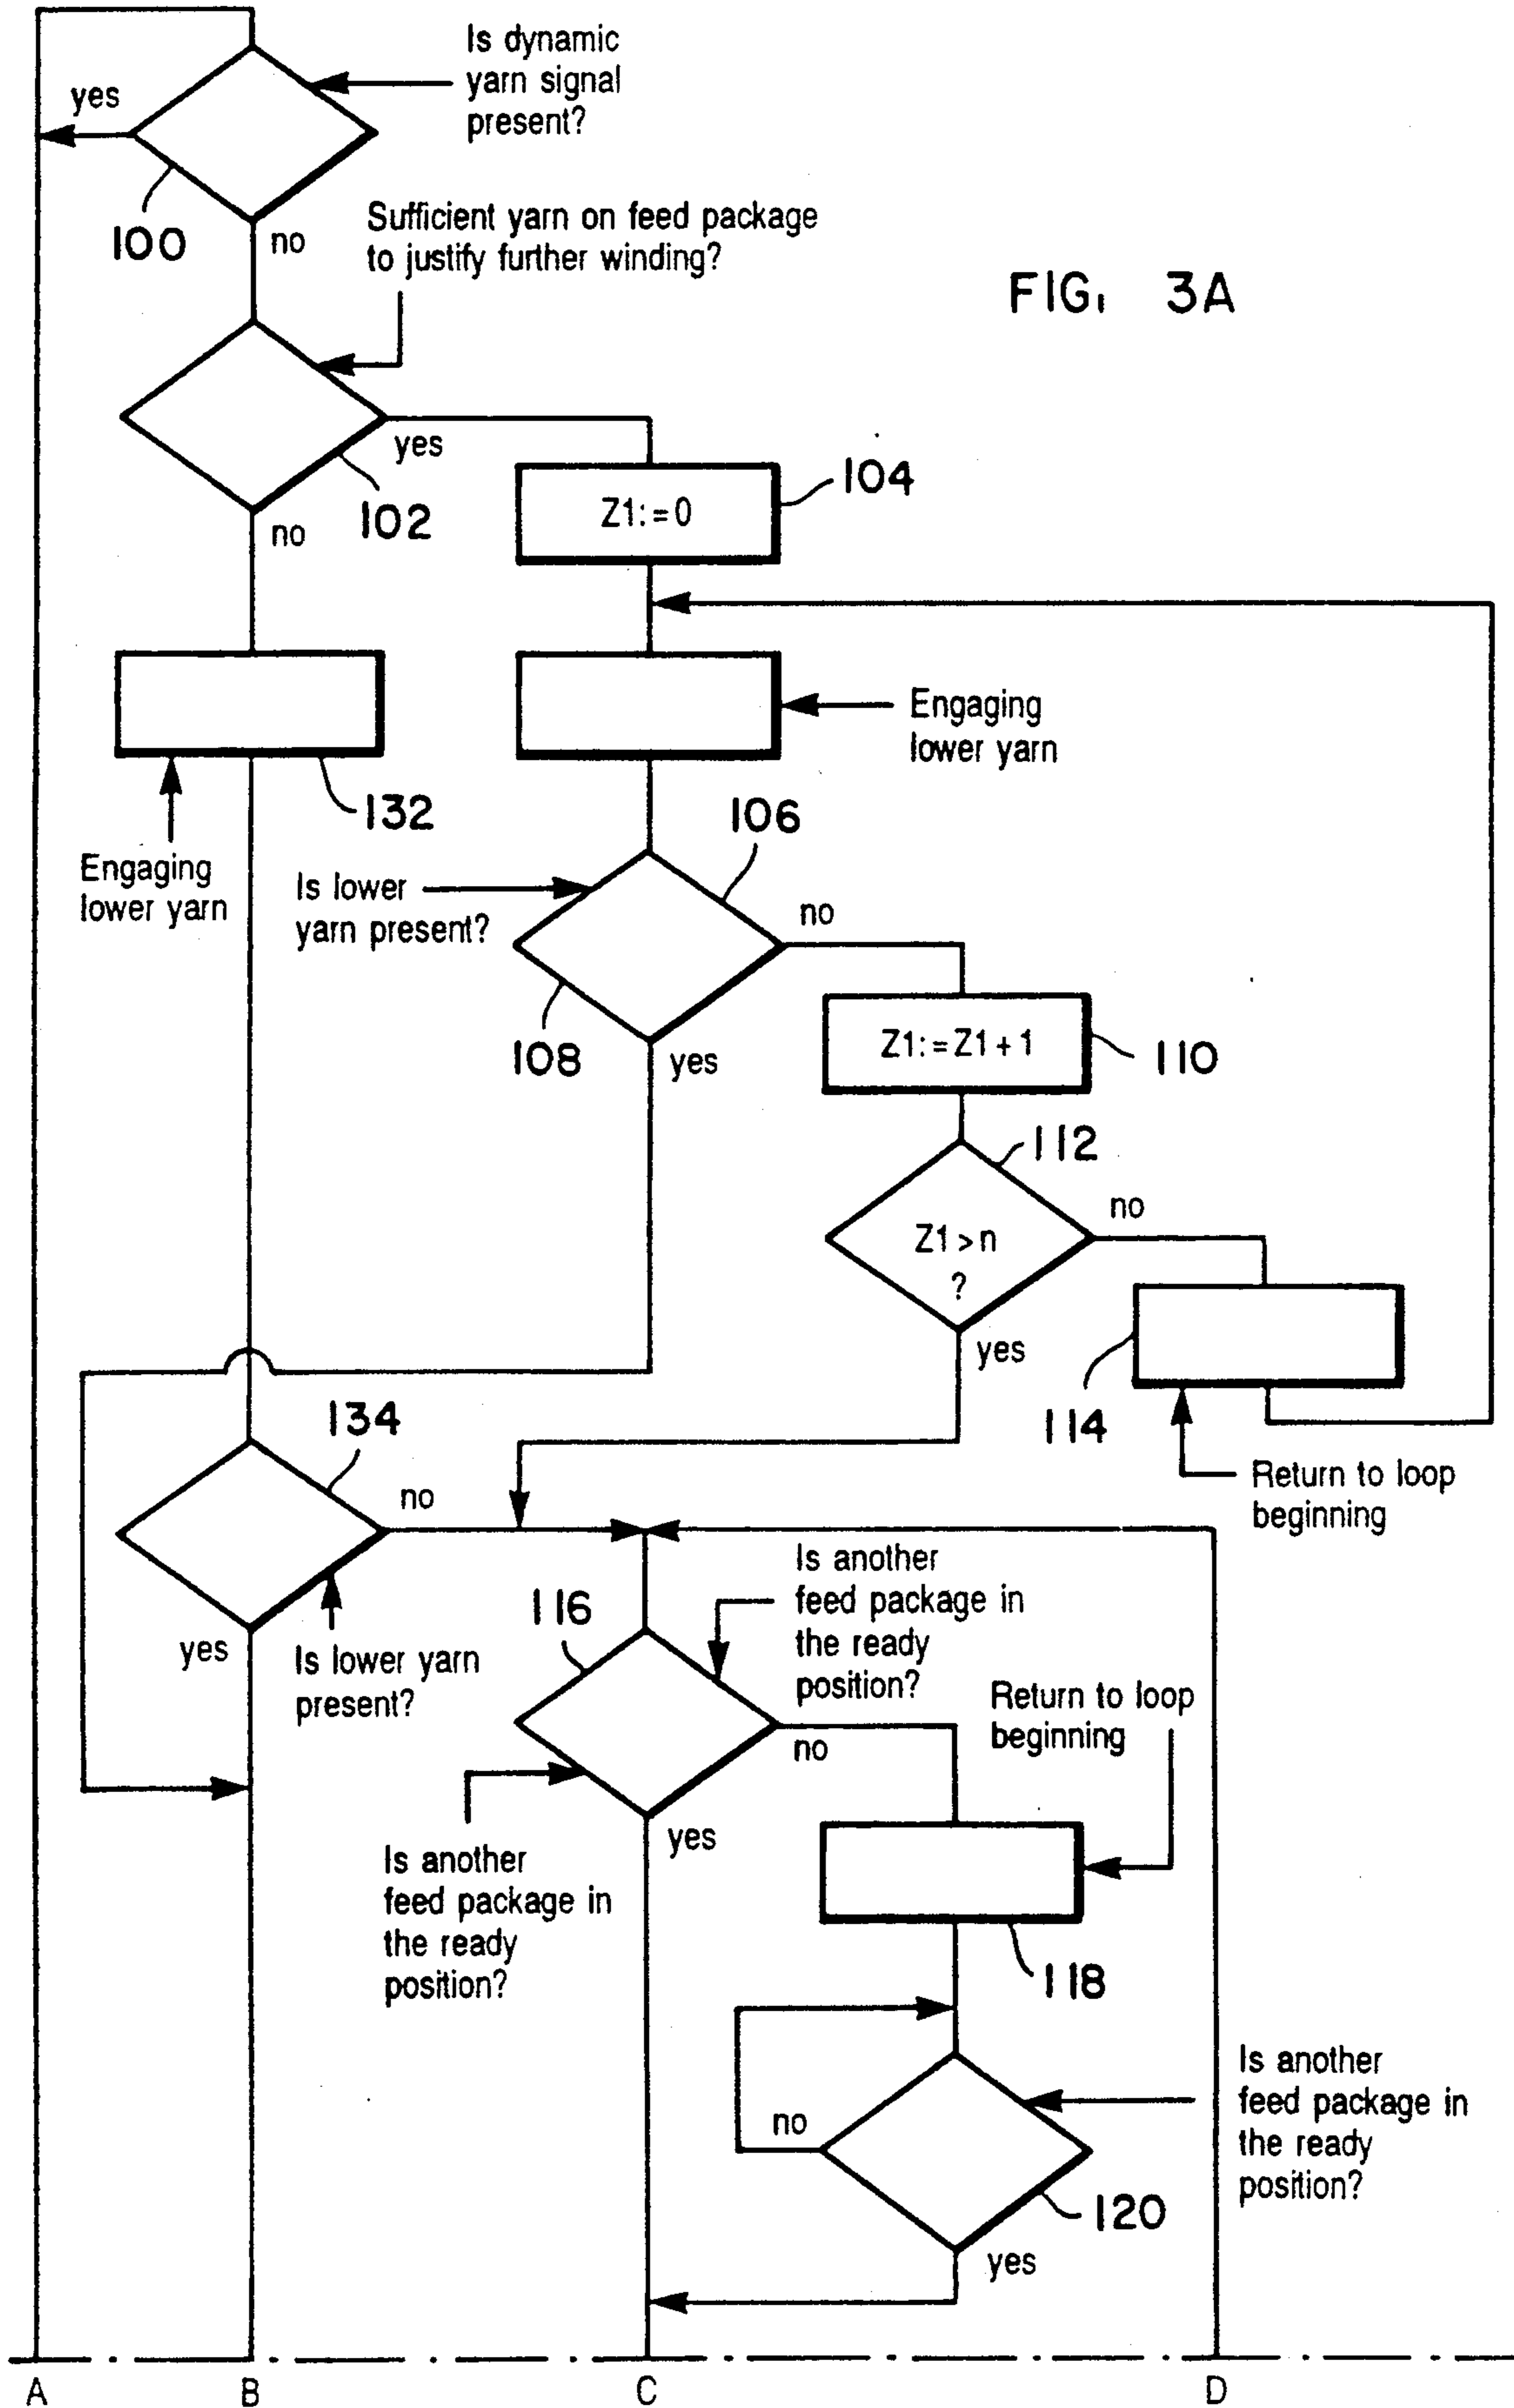 Is dynamic
yarn signal
present?
yes
100
no
Sufficient yarn on feed package
to justify further winding?
FIG. 3A
yes
102
no
104
Z1:=0
Engaging
lower yarn
132
Engaging
lower yarn
106
Is lower
yarn present?
no
108
yes
Z1:=Z1+1
110
112
no
Z1>n
?
yes
114
Return to loop
beginning
134
no
yes
Is lower yarn
present?
116
Is another
feed package in
the ready
position?
no
Return to loop
beginning
Is another
feed package in
the ready
position?
yes
118
no
Is another
feed package in
the ready
position?
120
yes
A B C D